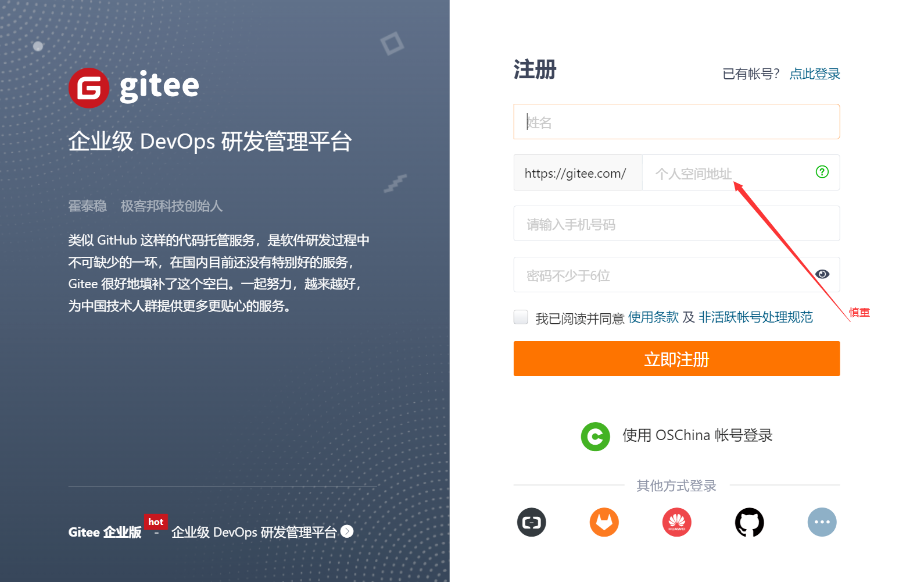 gitee
企业级 DevOps 研发管理平台
霍泰稳 极客邦科技创始人
类似 GitHub 这样的代码托管服务，是软件研发过程中
不可缺少的一环，在国内目前还没有特别好的服务，
Gitee 很好地填补了这个空白。一起努力，越来越好，
为中国技术人群提供更多更贴心的服务。
Gitee 企业版 hot - 企业级 DevOps 研发管理平台
注册
已有帐号？ 点此登录
姓名
https://gitee.com/ 个人空间地址
请输入手机号码
密码不少于6位
慎重
我已阅读并同意 使用条款 及 非活跃帐号处理规范
立即注册
使用 OSChina 帐号登录
其他方式登录